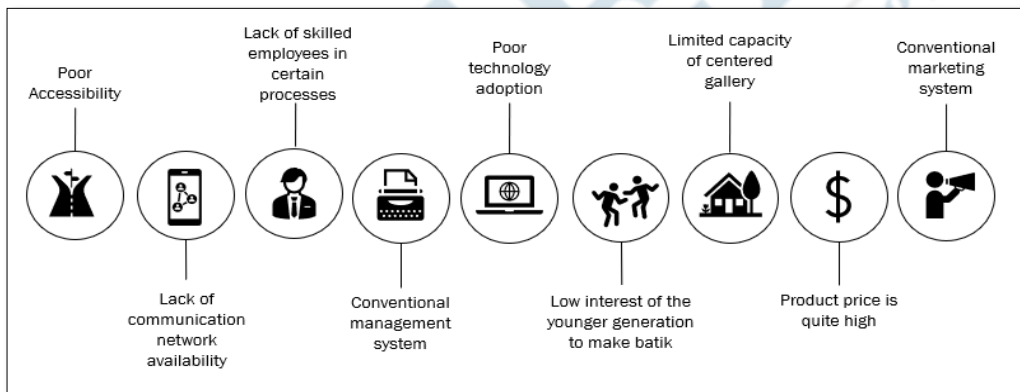 Poor
Accessibility
Lack of
communication
network
availability
Lack of skilled
employees in
certain
processes
Conventional
management
system
Poor
technology
adoption
Low interest of the
younger generation
to make batik
Limited capacity
of centered
gallery
Product price is
quite high
Conventional
marketing
system